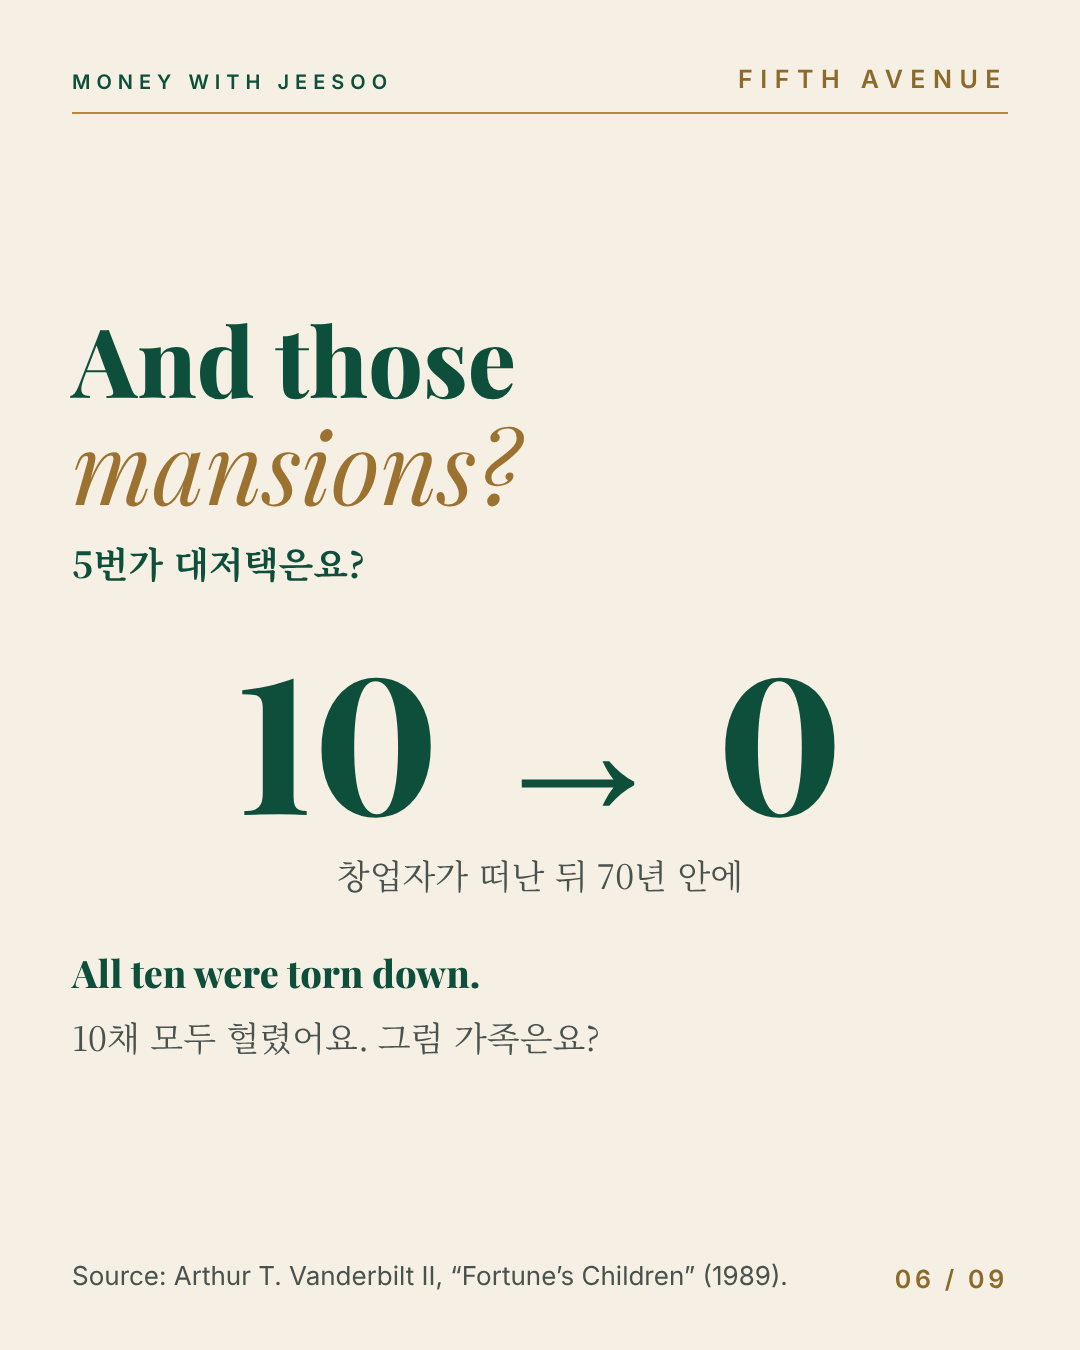 MONEY WITH JEESOO
FIFTH AVENUE
And those
mansions?
5번가 대저택은요?
10 → 0
창업자가 떠난 뒤 70년 안에
All ten were torn down.
10채 모두 헐렸어요. 그럼 가족은요?
Source: Arthur T. Vanderbilt II, “Fortune’s Children” (1989).
06 / 09